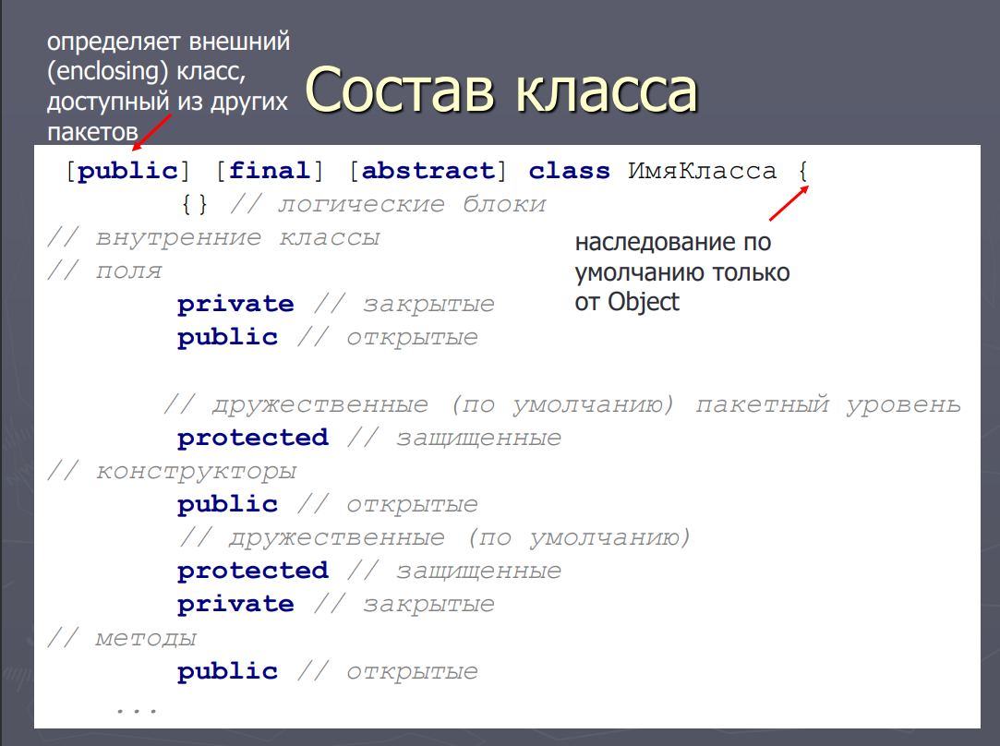 определяет внешний
(enclosing) класс,
доступный из других
пакетов
Состав класса
[public] [final] [abstract] class ИмяКласса {
{} // логические блоки
// внутренние классы
// поля
private // закрытые
public // открытые
наследование по
умолчанию только
от Object
// дружественные (по умолчанию) пакетный уровень
protected // защищенные
// конструкторы
public // открытые
// дружественные (по умолчанию)
protected // защищенные
private // закрытые
// методы
public // открытые
...